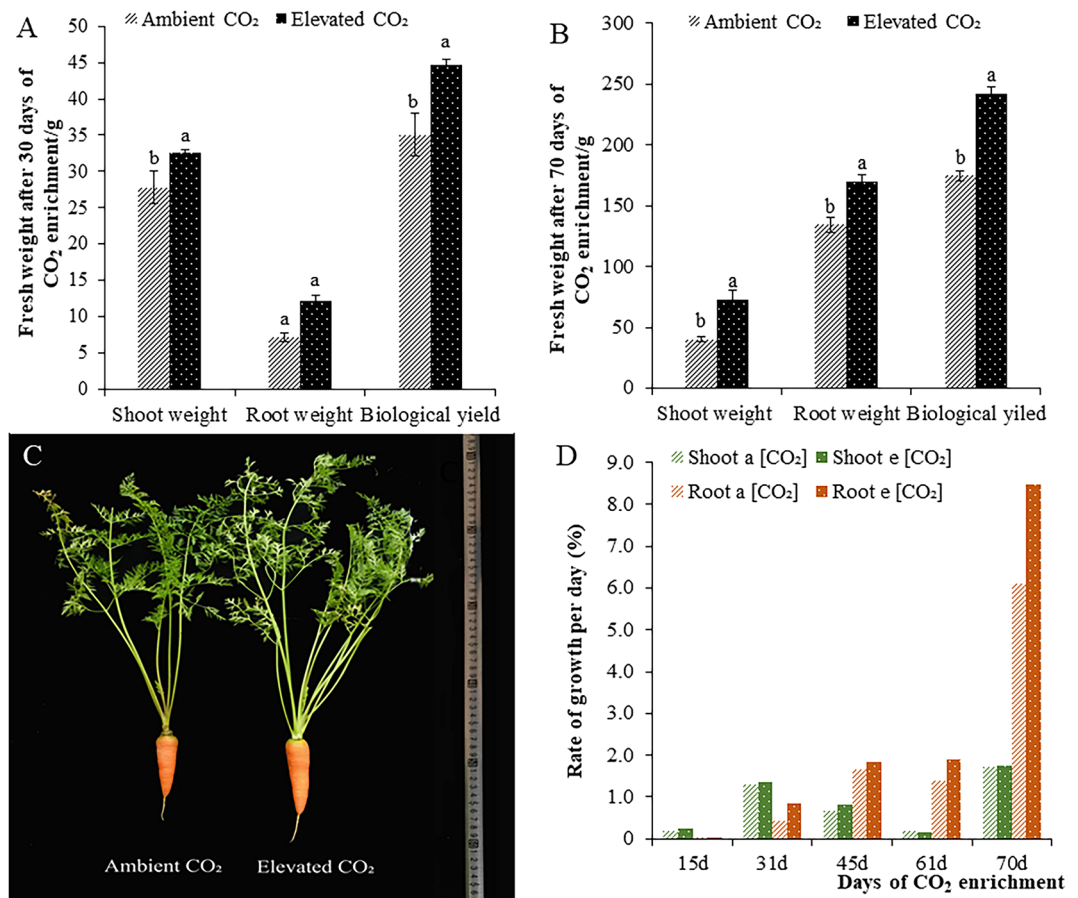 A
Ambient CO₂ Elevated CO₂
Fresh weight after 30 days of
CO₂ enrichment/g
50
45
40
35
30
25
20
15
10
5
0
b
a
a
a
b
a
Shoot weight Root weight Biological yield
B
Ambient CO₂ Elevated CO₂
Fresh weight after 70 days of
CO₂ enrichment/g
300
250
200
150
100
50
0
b
a
b
a
b
a
Shoot weight Root weight Biological yiled
C
Ambient CO₂ Elevated CO₂
D
Shoot a [CO₂] Shoot e [CO₂]
Root a [CO₂] Root e [CO₂]
Rate of growth per day (%)
9.0
8.0
7.0
6.0
5.0
4.0
3.0
2.0
1.0
0
15d 31d 45d 61d 70d
Days of CO₂ enrichment